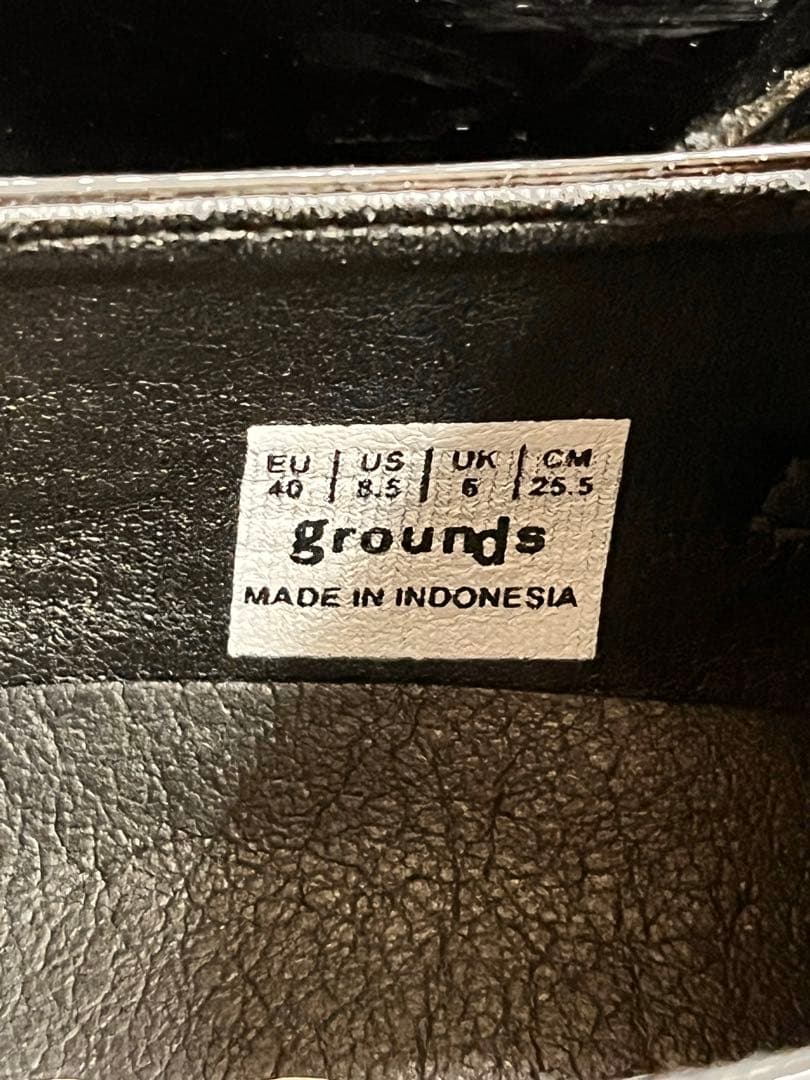 EU | US | UK | CM
40 | 8.5 | 6 | 25.5
grounds
MADE IN INDONESIA